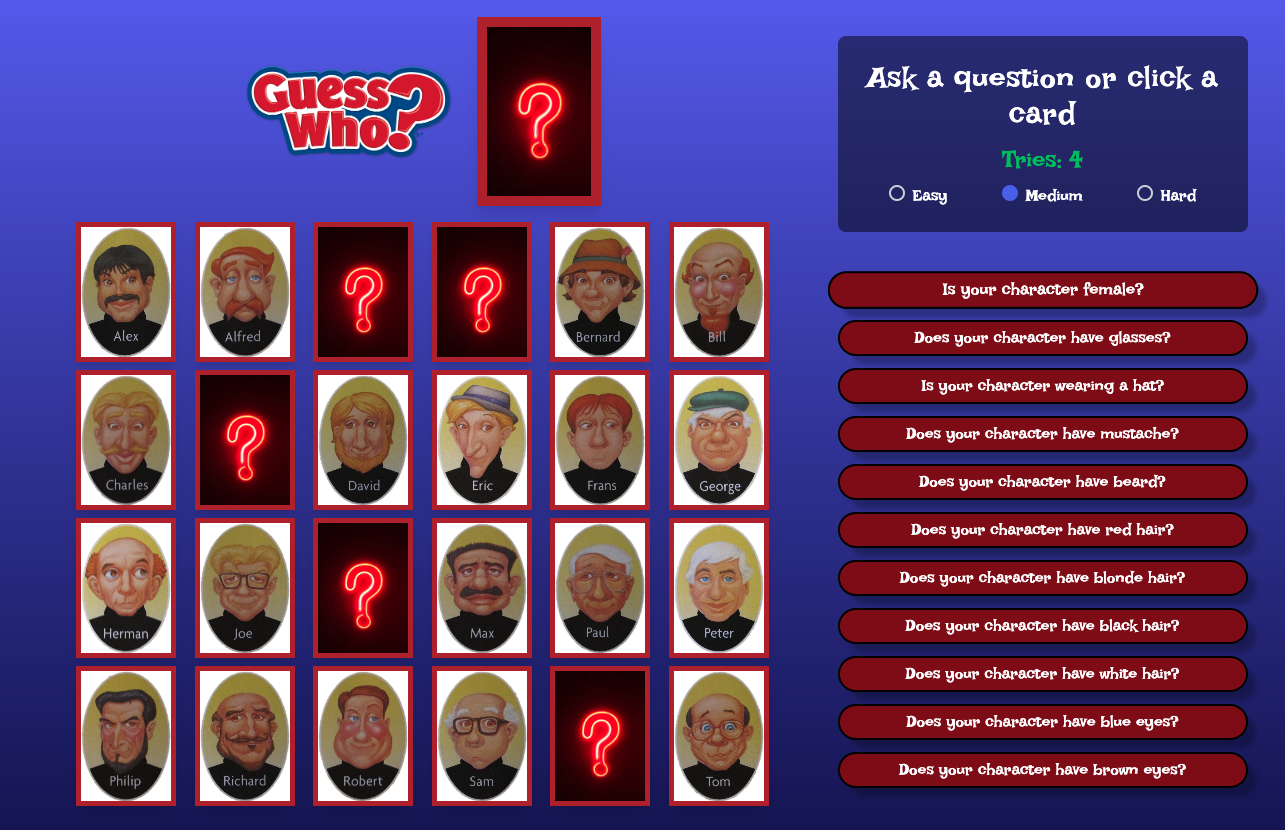 Guess
Who?
Ask a question or click a
card
Tries: 4
Easy
Medium
Hard
Alex
Alfred
Bernard
Bill
Charles
David
Eric
Frans
George
Herman
Joe
Max
Paul
Peter
Philip
Richard
Robert
Sam
Tom
Is your character female?
Does your character have glasses?
Is your character wearing a hat?
Does your character have mustache?
Does your character have beard?
Does your character have red hair?
Does your character have blonde hair?
Does your character have black hair?
Does your character have white hair?
Does your character have blue eyes?
Does your character have brown eyes?